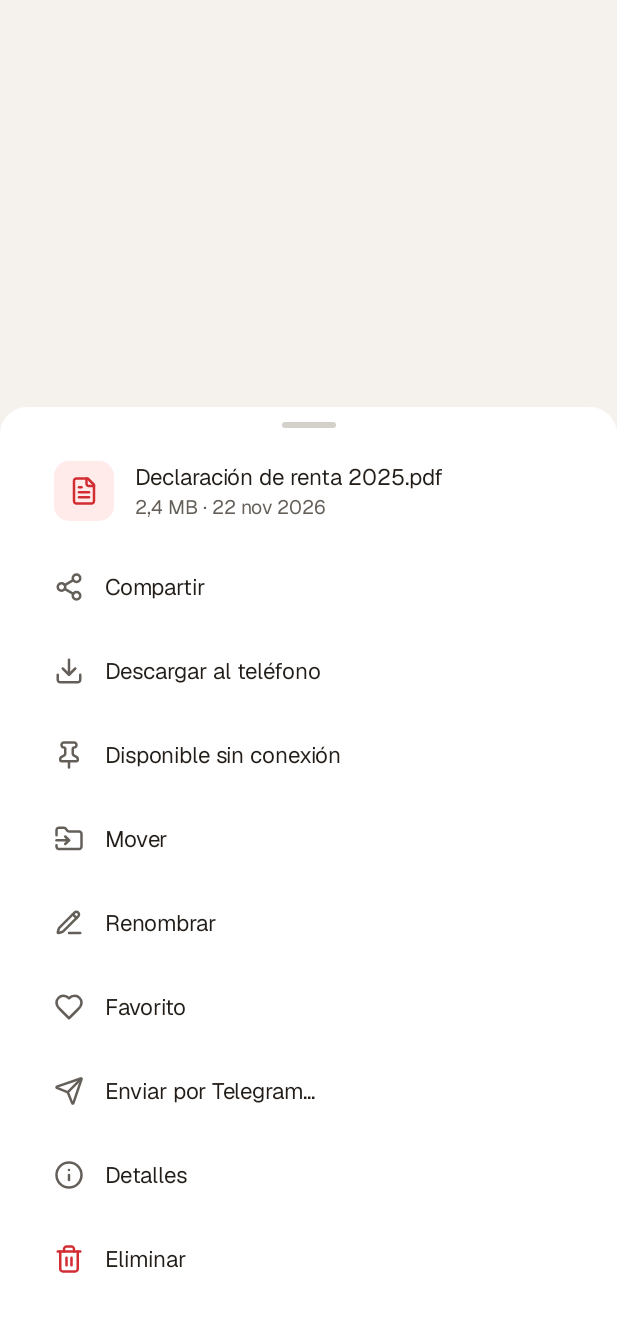 Declaración de renta 2025.pdf
2,4 MB · 22 nov 2026
Compartir
Descargar al teléfono
Disponible sin conexión
Mover
Renombrar
Favorito
Enviar por Telegram...
Detalles
Eliminar